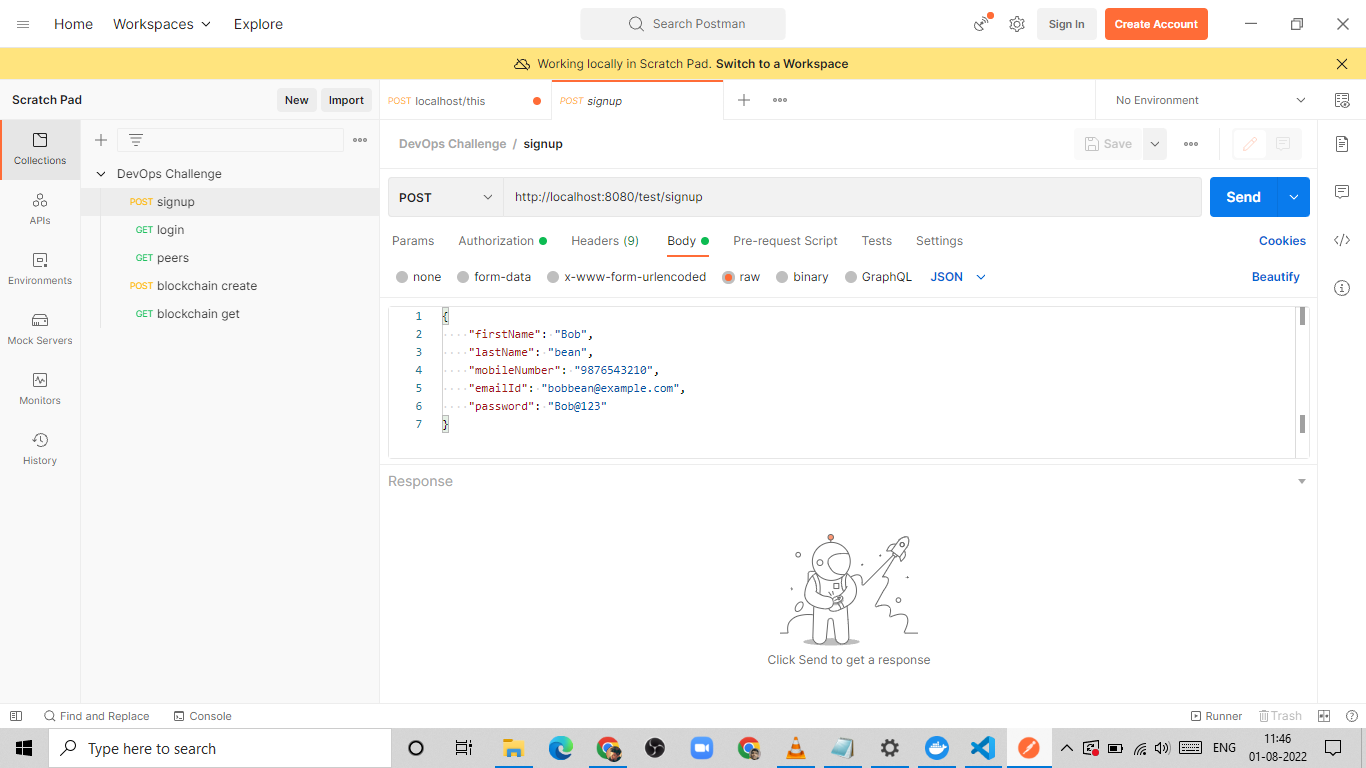 Home Workspaces Explore Search Postman Sign In Create Account
Working locally in Scratch Pad. Switch to a Workspace
Scratch Pad New Import POST localhost/this POST signup No Environment
Collections
APIs
Environments
Mock Servers
Monitors
History
DevOps Challenge
POST signup
GET login
GET peers
POST blockchain create
GET blockchain get
DevOps Challenge / signup Save
POST http://localhost:8080/test/signup Send
Params Authorization Headers (9) Body Pre-request Script Tests Settings Cookies
none form-data x-www-form-urlencoded raw binary GraphQL JSON Beautify
1 {
2 "firstName": "Bob",
3 "lastName": "bean",
4 "mobileNumber": "9876543210",
5 "emailId": "bobbean@example.com",
6 "password": "Bob@123"
7 }
Response
Click Send to get a response
Find and Replace Console Runner Trash
Type here to search ENG 11:46
01-08-2022